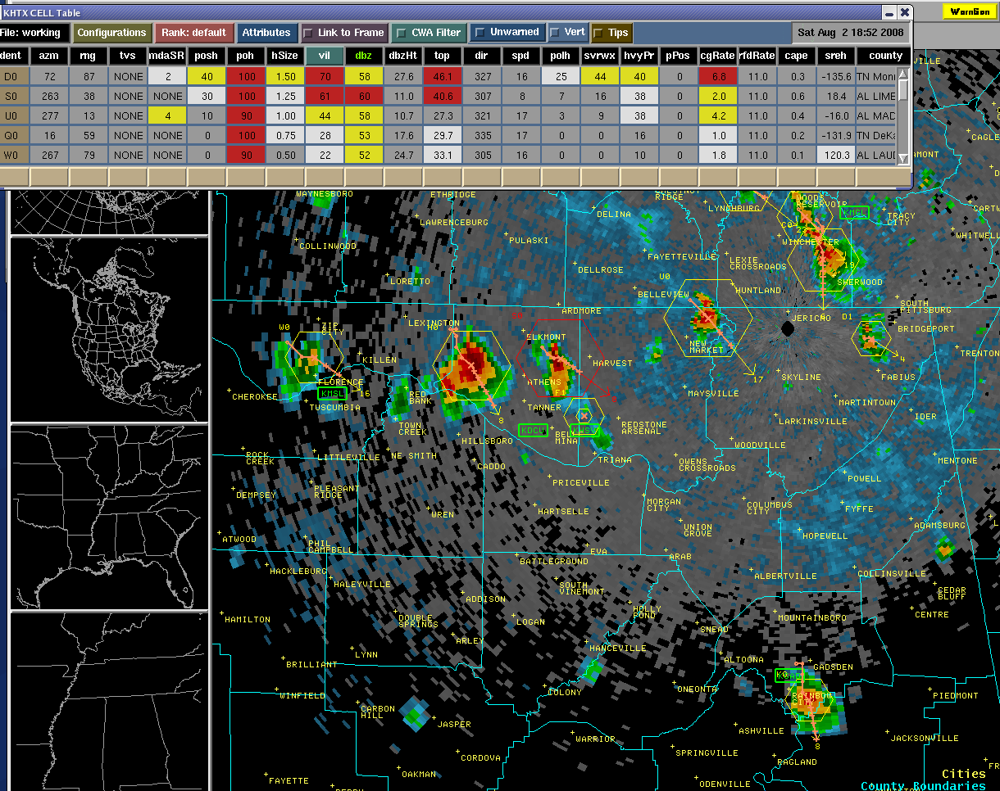 KHTX CELL Table
WarnGen
File: working Configurations Rank: default Attributes Link to Frame CWA Filter Unwarned Vert Tips Sat Aug 2 18:52 2008
dent azm rng tvs mdaSR posh poh hSize vil dbz dbzHt top dir spd polh svrwx hvyPr pPos cgRate rfdRate cape sreh county
D0 72 87 NONE 2 40 100 1.50 70 58 27.6 46.1 327 16 25 44 40 0 8.8 11.0 0.3 -135.6 TN Mon
S0 263 38 NONE NONE 30 100 1.25 61 60 11.0 40.6 307 8 7 16 38 0 2.0 11.0 0.6 18.4 AL LIME
U0 277 13 NONE 4 10 90 1.00 44 58 10.7 27.3 321 17 3 9 38 0 4.2 11.0 0.4 -16.0 AL MAD
Q0 16 59 NONE NONE 0 100 0.75 28 53 17.6 29.7 335 17 0 0 16 0 1.0 11.0 0.2 -131.9 TN DeKa
W0 267 79 NONE NONE 0 90 0.50 22 52 24.7 33.1 305 16 0 0 10 0 1.8 11.0 0.1 120.3 AL LAUD
WAYNESBORO
ETHRIDGE
RIDGE
LYNCHBURG
WOODS
RESERVOIR
KMSL
TRACY
CITY
LAWRENCEBURG
DELINA
COLLINWOOD
PULASKI
WINCHESTER
WHITWELL
FAYETTEVILLE
LEXIE
CROSSROADS
19
LORETTO
DELLROSE
U0
SHERWOOD
BELLEVIEW
HUNTLAND
SOUTH
PITTSBURG
ARDMORE
JERICHO
D1
BRIDGEPORT
LEXINGTON
W0
ZIP
CITY
ELKMONT
NEW
MARKET
TRENTON
KILLEN
HARVEST
4
17
FLORENCE
ATHENS
SKYLINE
FABIUS
CHEROKEE
KMSL
16
RED
BANK
F1
MAYSVILLE
MARTINTOWN
TUSCUMBIA
TANNER
IDER
TOWN
CREEK
8
KDCU
KHSV
REDSTONE
ARSENAL
LARKINSVILLE
HILLSBORO
BELL
MINA
WOODVILLE
ROCK
CREEK
LITTLEVILLE
NE SMITH
CADDO
TRIANA
OWENS
CROSSROADS
MENTONE
POWELL
PRICEVILLE
DEMPSEY
PLEASANT
RIDGE
MORGAN
CITY
COLUMBUS
CITY
FYFFE
WREN
HARTSELLE
UNION
GROVE
ADAMSBURG
ATWOOD
PHIL
CAMPBELL
HOPEWELL
EVA
ARAB
BATTLEGROUND
HACKLEBURG
HALEYVILLE
SOUTH
VINEMONT
ALBERTVILLE
COLLINSVILLE
CEDAR
BLUFF
ADDISON
HOLLY
POND
HAMILTON
DOUBLE
SPRINGS
LOGAN
MOUNTAINBORO
CENTRE
SNEAD
ARLEY
HANCEVILLE
LYNN
BRILLIANT
ALTOONA
GADSDEN
K0
WINFIELD
COLONY
ONEONTA
RAINBOW
CITY
PIEDMONT
CARBON
HILL
JASPER
ASHVILLE
WARRIOR
JACKSONVILLE
8
CORDOVA
SPRINGVILLE
RAGLAND
FAYETTE
OAKMAN
ODENVILLE
Cities
County Boundaries